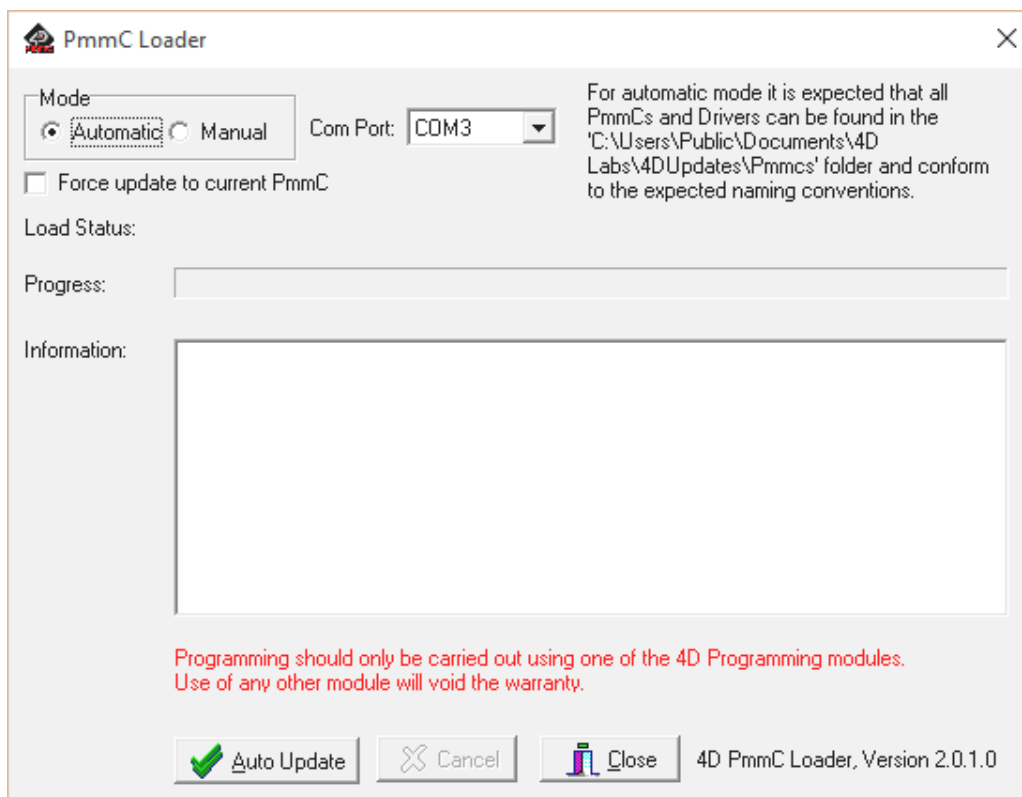 PmmC Loader
Mode
Automatic
Manual
Com Port:
COM3
For automatic mode it is expected that all
PmmCs and Drivers can be found in the
'C:\Users\Public\Documents\4D
Labs\4DUpdates\Pmmcs' folder and conform
to the expected naming conventions.
Force update to current PmmC
Load Status:
Progress:
Information:
Programming should only be carried out using one of the 4D Programming modules.
Use of any other module will void the warranty.
Auto Update
Cancel
Close
4D PmmC Loader, Version 2.0.1.0